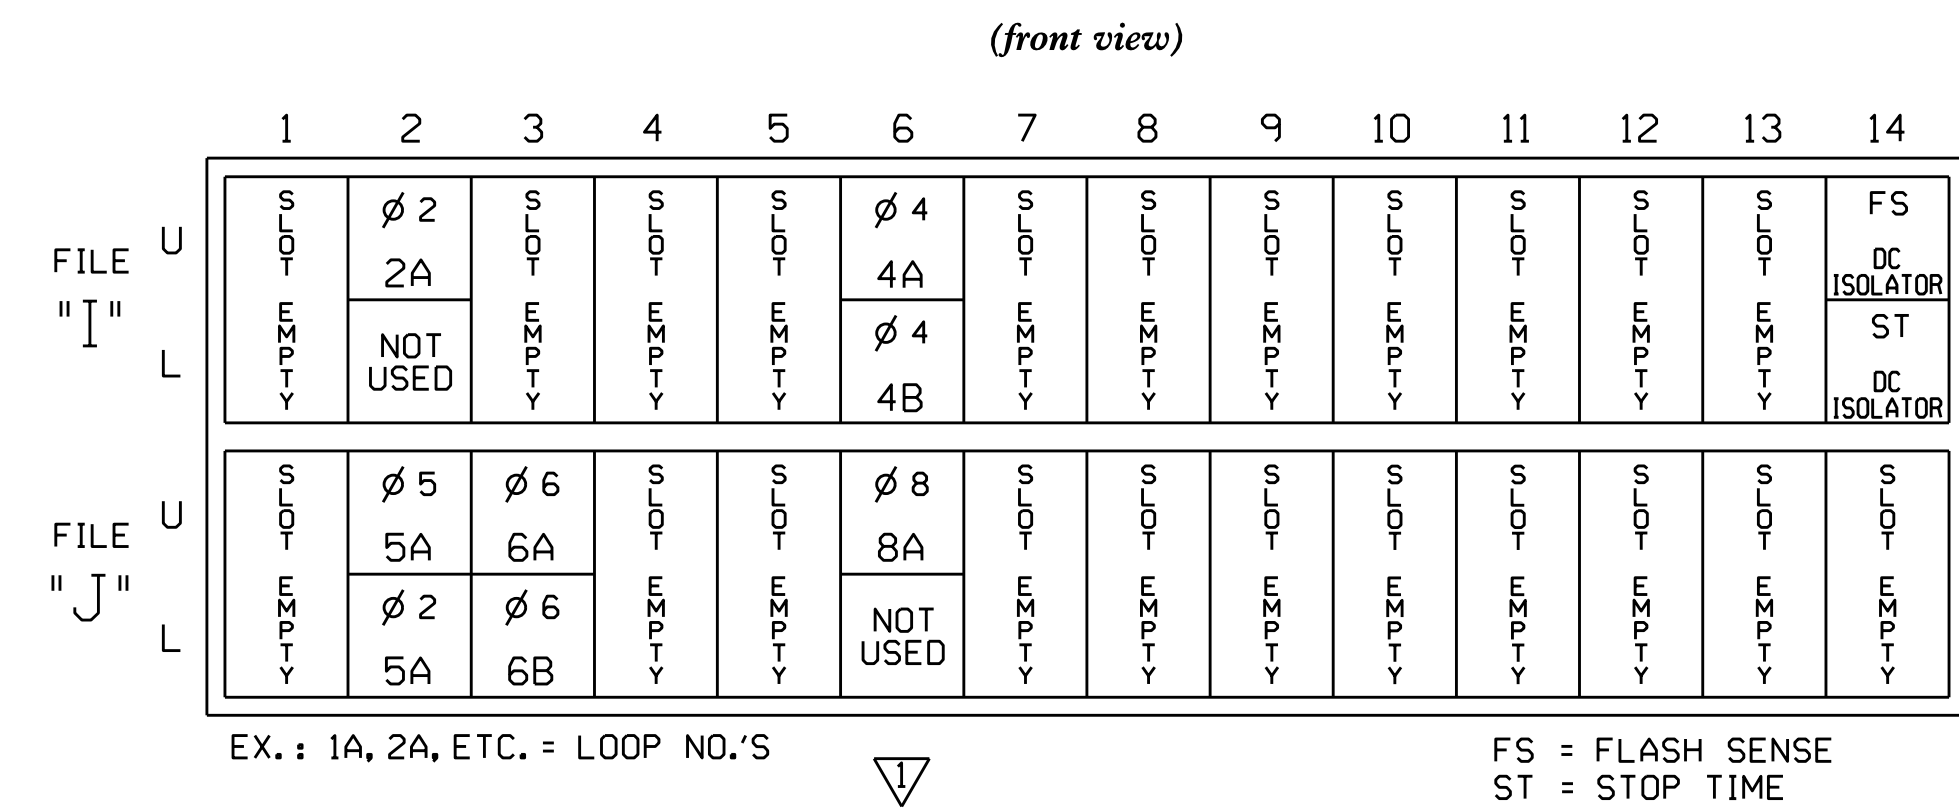 (front view)
1 2 3 4 5 6 7 8 9 10 11 12 13 14
FILE "I"
U
L
SLOT EMPTY
Ø 2
2A
NOT
USED
SLOT EMPTY
SLOT EMPTY
SLOT EMPTY
Ø 4
4A
Ø 4
4B
SLOT EMPTY
SLOT EMPTY
SLOT EMPTY
SLOT EMPTY
SLOT EMPTY
SLOT EMPTY
SLOT EMPTY
FS
DC
ISOLATOR
ST
DC
ISOLATOR
FILE "J"
U
L
SLOT EMPTY
Ø 5
5A
Ø 2
5A
Ø 6
6A
Ø 6
6B
SLOT EMPTY
SLOT EMPTY
Ø 8
8A
NOT
USED
SLOT EMPTY
SLOT EMPTY
SLOT EMPTY
SLOT EMPTY
SLOT EMPTY
SLOT EMPTY
SLOT EMPTY
SLOT EMPTY
EX.: 1A, 2A, ETC. = LOOP NO.'S
1
FS = FLASH SENSE
ST = STOP TIME